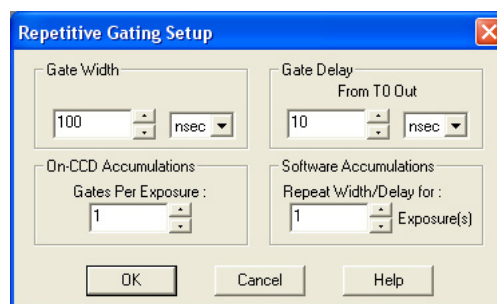 Repetitive Gating Setup
Gate Width
100
nsec
Gate Delay
From T0 Out
10
nsec
On-CCD Accumulations
Gates Per Exposure :
1
Software Accumulations
Repeat Width/Delay for :
1
Exposure(s)
OK
Cancel
Help